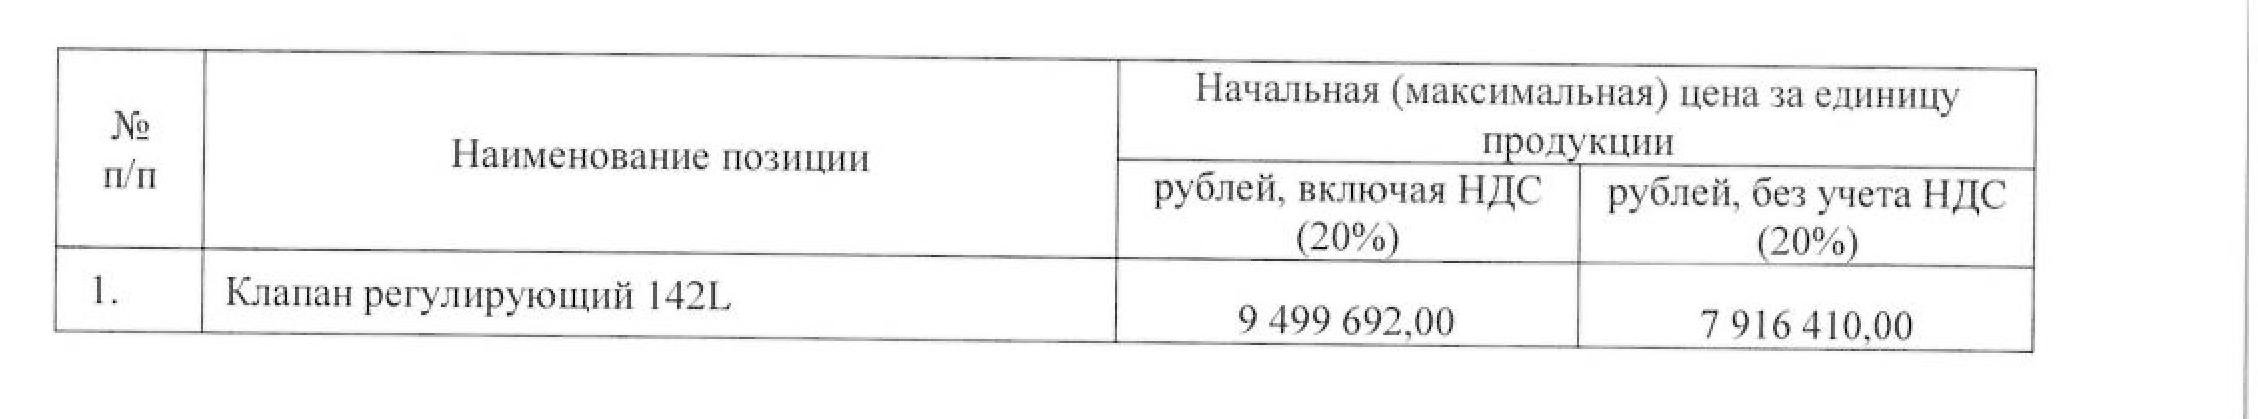 №
п/п
Наименование позиции
Начальная (максимальная) цена за единицу
продукции
рублей, включая НДС
(20%)
рублей, без учета НДС
(20%)
1.
Клапан регулирующий 142L
9 499 692,00
7 916 410,00